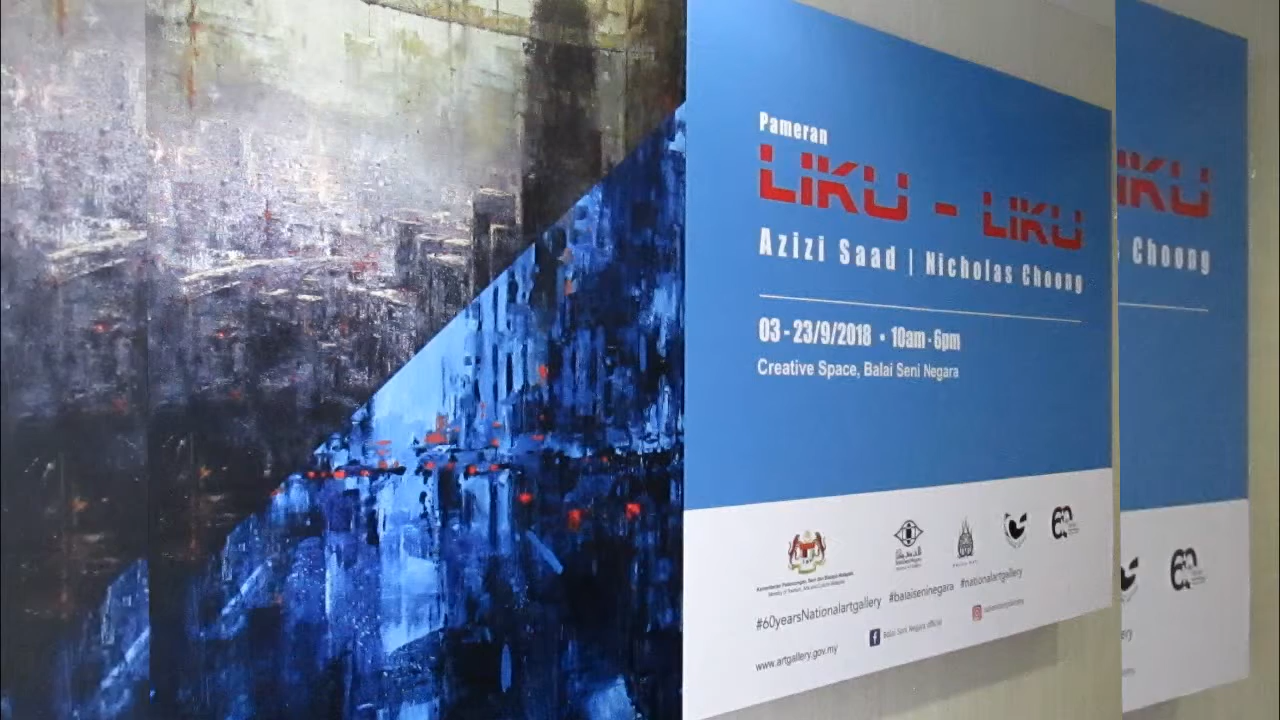 Pameran
LIKU - LIKU
Azizi Saad | Nicholas Choong
03 - 23/9/2018 • 10am - 6pm
Creative Space, Balai Seni Negara
#60yearsNationalartgallery #balaiseninegara #nationalartgallery
Balai Seni Negara official
www.artgallery.gov.my
IKU
Choong